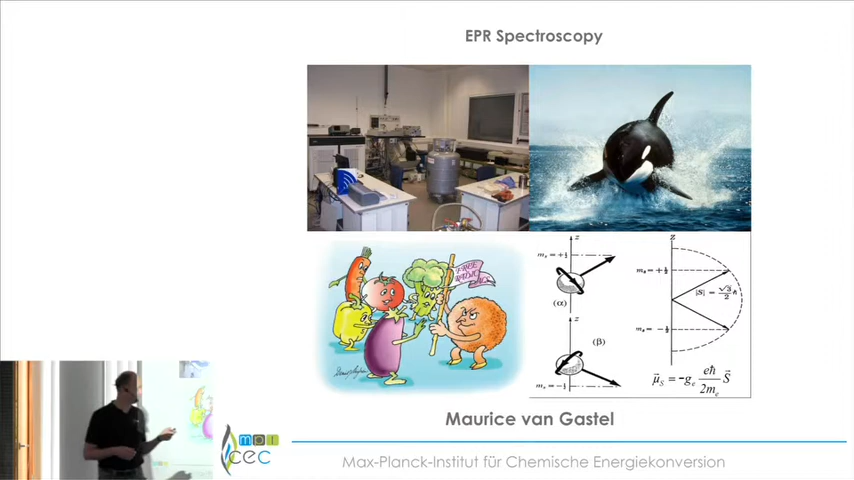 EPR Spectroscopy
FREE
RADICALS
z
mₛ = +½
(α)
z
(β)
mₛ = −½
Z
mₛ = +½
|S| = √3/2 ħ
mₛ = −½
μ⃗ₛ = −gₑ eħ/2mₑ S⃗
Maurice van Gastel
mpi
cec
Max-Planck-Institut für Chemische Energiekonversion